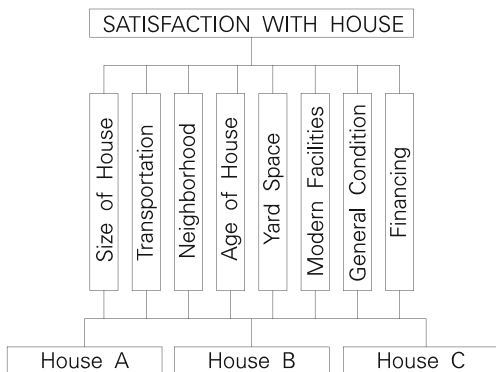 SATISFACTION WITH HOUSE
Size of House
Transportation
Neighborhood
Age of House
Yard Space
Modern Facilities
General Condition
Financing
House A
House B
House C